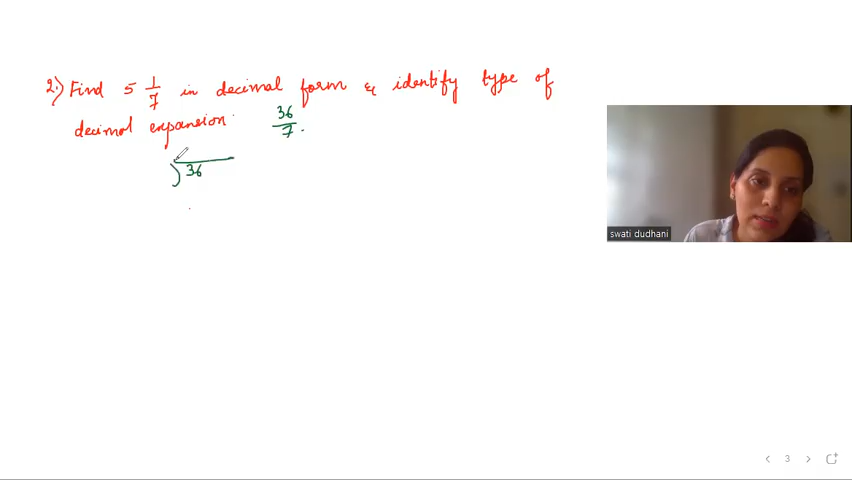 2.) Find 5 1/7 in decimal form & identify type of
decimal expansion.
36/7.
36
swati dudhani
3